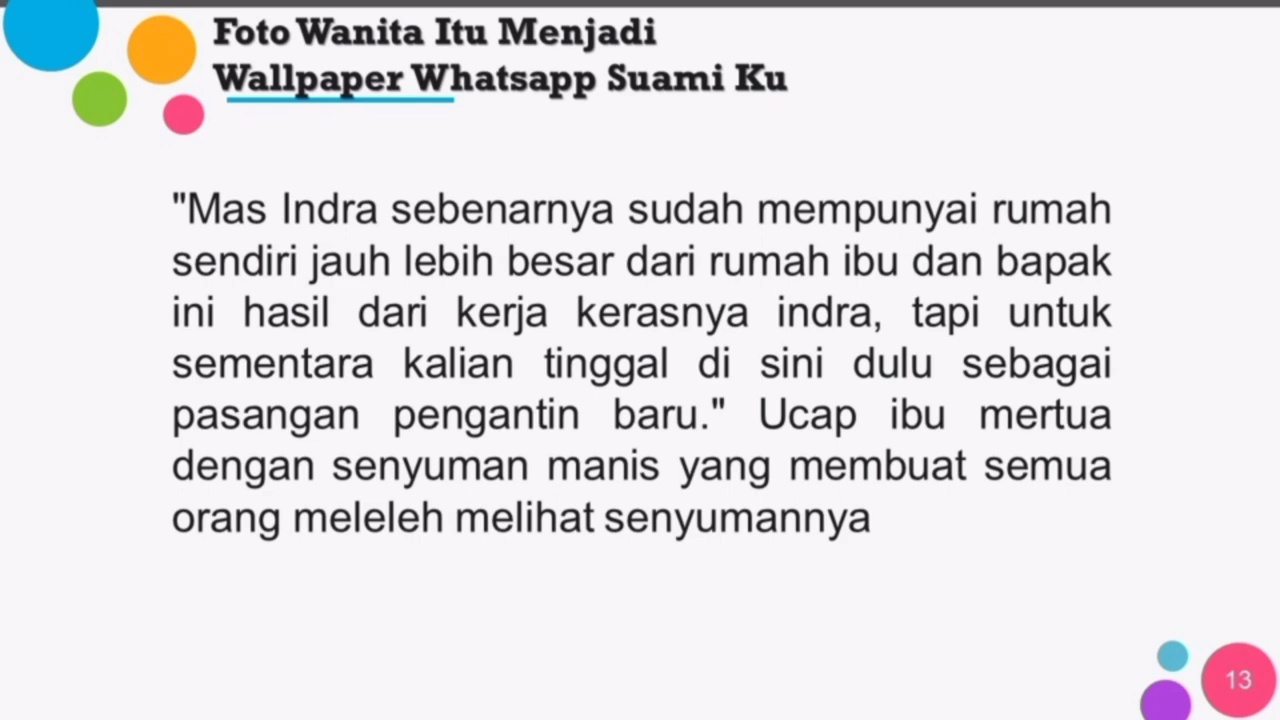 Foto Wanita Itu Menjadi
Wallpaper Whatsapp Suami Ku
"Mas Indra sebenarnya sudah mempunyai rumah
sendiri jauh lebih besar dari rumah ibu dan bapak
ini hasil dari kerja kerasnya indra, tapi untuk
sementara kalian tinggal di sini dulu sebagai
pasangan pengantin baru." Ucap ibu mertua
dengan senyuman manis yang membuat semua
orang meleleh melihat senyumannya
13